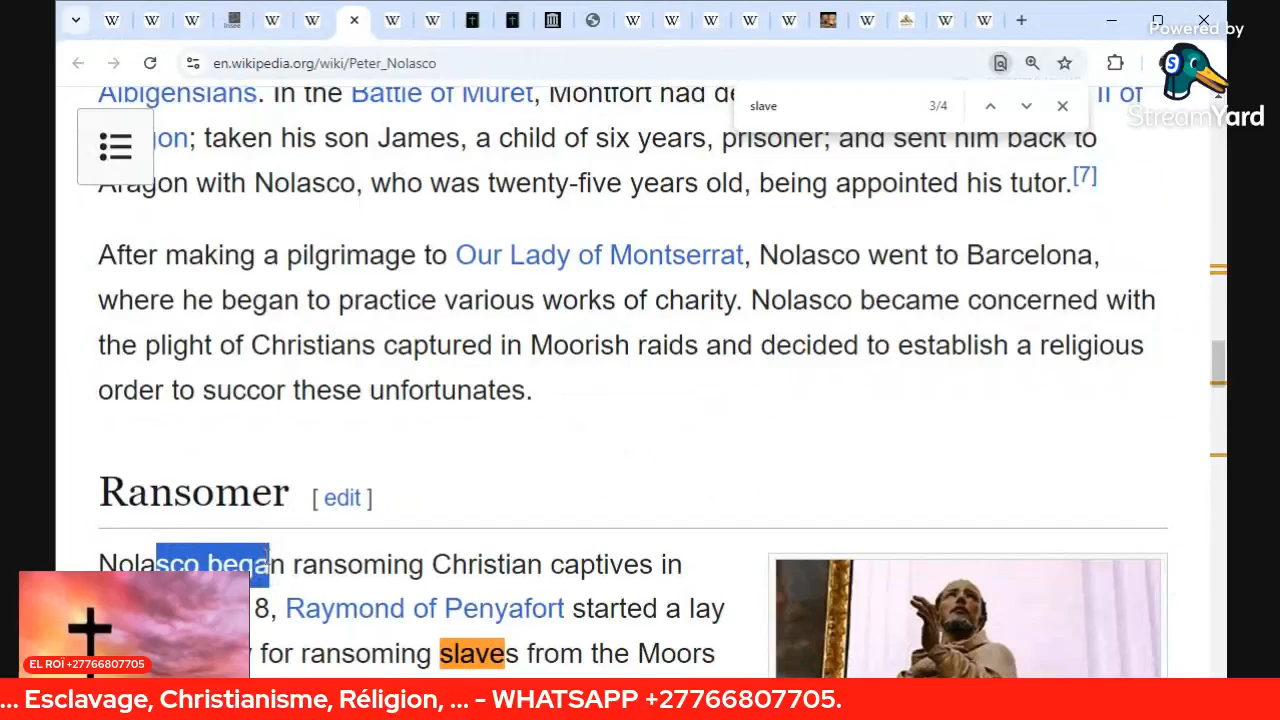 en.wikipedia.org/wiki/Peter_Nolasco
Powered by
StreamYard
slave 3/4
Albigensians. In the Battle of Muret, Montfort had de II of
; taken his son James, a child of six years, prisoner; and sent him back to
Aragon with Nolasco, who was twenty-five years old, being appointed his tutor.[7]
After making a pilgrimage to Our Lady of Montserrat, Nolasco went to Barcelona,
where he began to practice various works of charity. Nolasco became concerned with
the plight of Christians captured in Moorish raids and decided to establish a religious
order to succor these unfortunates.
Ransomer [ edit ]
Nolasco began ransoming Christian captives in
8, Raymond of Penyafort started a lay
for ransoming slaves from the Moors
EL ROÏ +27766807705
... Esclavage, Christianisme, Réligion, ... - WHATSAPP +27766807705.